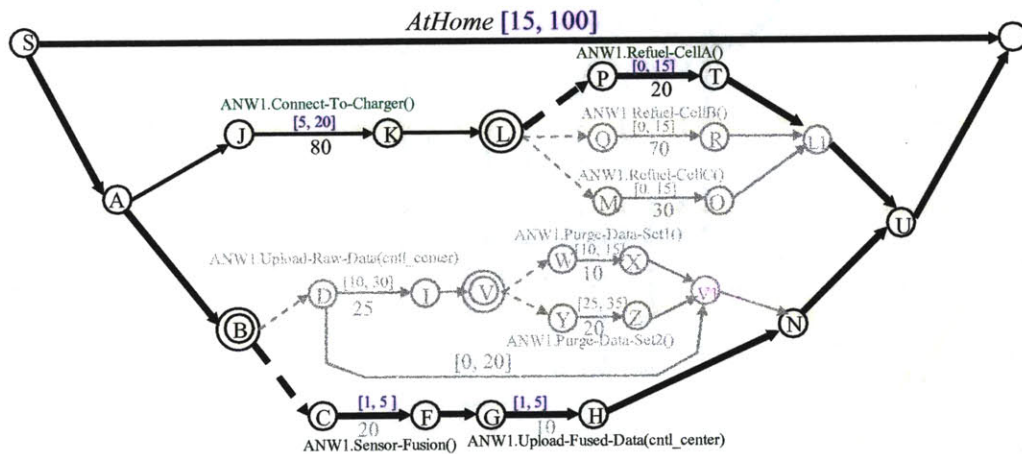 AtHome [15, 100]
S
ANW1.Refuel-CellA()
[0, 15]
P
T
20
ANW1.Connect-To-Charger()
[5, 20]
J
K
L
80
ANW1.Refuel-CellB()
[0, 15]
Q
R
L1
70
ANW1.Refuel-CellC()
[0, 15]
M
O
30
A
U
ANW1.Upload-Raw-Data(cntl_center)
[10, 30]
D
I
V
25
ANW1.Purge-Data-Set1()
[10, 15]
W
X
10
V1
[25, 35]
Y
Z
20
ANW1.Purge-Data-Set2()
B
N
[0, 20]
[1, 5 ]
[1, 5]
C
F
G
H
20
10
ANW1.Sensor-Fusion()
ANW1.Upload-Fused-Data(cntl_center)